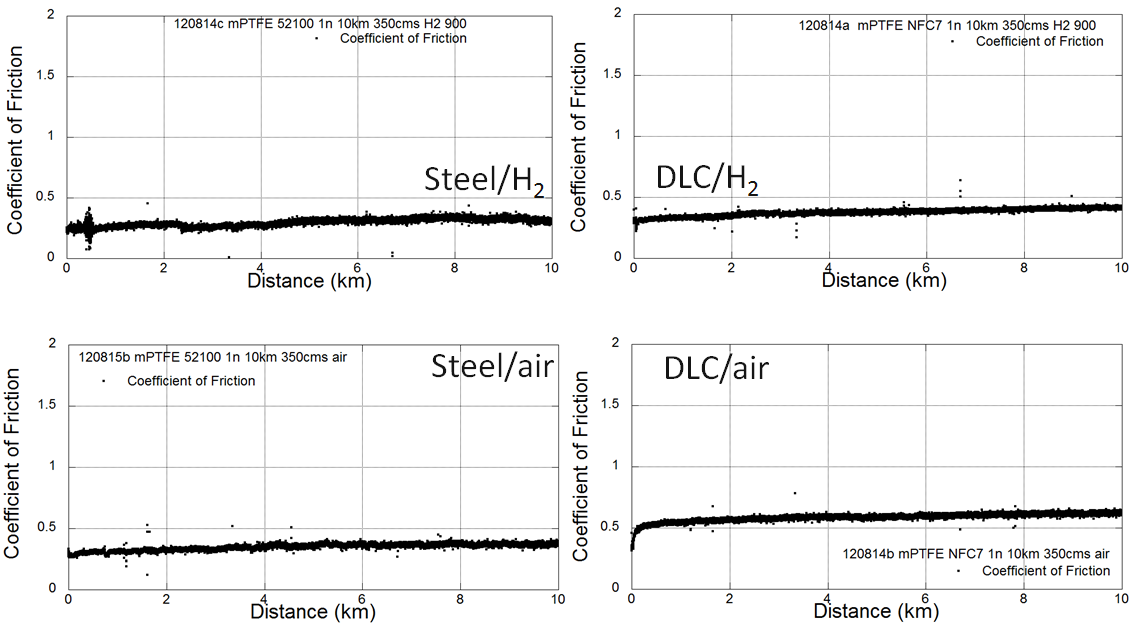 120814c mPTFE 52100 1n 10km 350cms H2 900
Coefficient of Friction
2
1.5
1
0.5
0
Coefficient of Friction
Steel/H2
0 2 4 6 8 10
Distance (km)
120814a mPTFE NFC7 1n 10km 350cms H2 900
Coefficient of Friction
2
1.5
1
0.5
0
Coefficient of Friction
DLC/H2
0 2 4 6 8 10
Distance (km)
120815b mPTFE 52100 1n 10km 350cms air
Coefficient of Friction
2
1.5
1
0.5
0
Coefficient of Friction
Steel/air
0 2 4 6 8 10
Distance (km)
DLC/air
2
1.5
1
0.5
0
Coefficient of Friction
120814b mPTFE NFC7 1n 10km 350cms air
Coefficient of Friction
0 2 4 6 8 10
Distance (km)